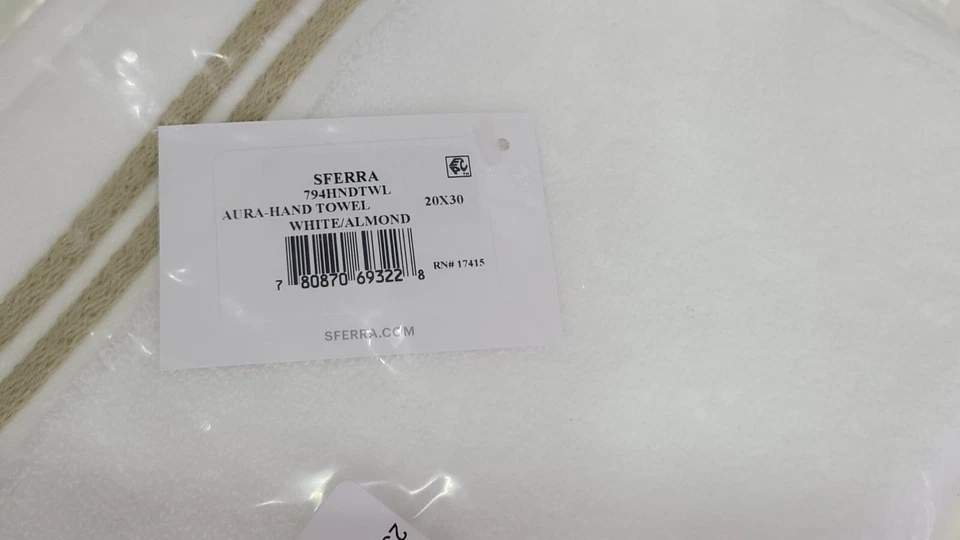 SFERRA
794HNDTWL
AURA-HAND TOWEL 20X30
WHITE/ALMOND
RN# 17415
7 80870 69322 8
SFERRA.COM